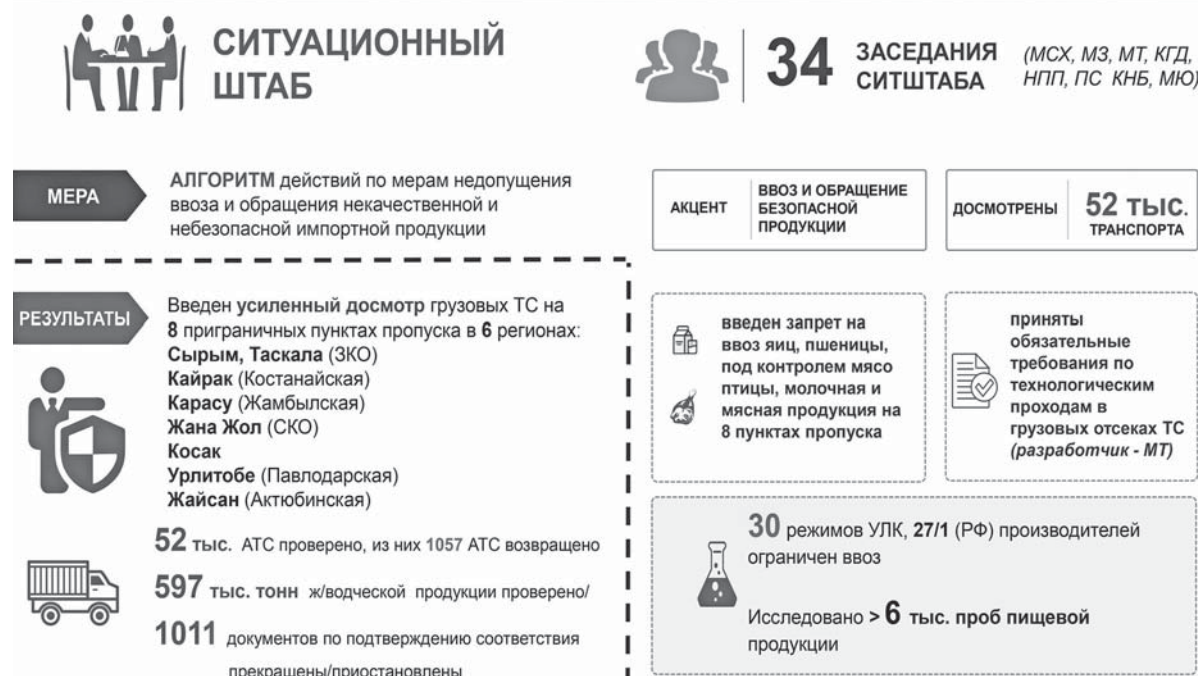 СИТУАЦИОННЫЙ
ШТАБ
34
ЗАСЕДАНИЯ
СИТШТАБА
(МСХ, МЗ, МТ, КГД,
НПП, ПС КНБ, МЮ)
МЕРА
АЛГОРИТМ действий по мерам недопущения
ввоза и обращения некачественной и
небезопасной импортной продукции
АКЦЕНТ
ВВОЗ И ОБРАЩЕНИЕ
БЕЗОПАСНОЙ
ПРОДУКЦИИ
ДОСМОТРЕНЫ
52 ТЫС.
ТРАНСПОРТА
РЕЗУЛЬТАТЫ
Введен усиленный досмотр грузовых ТС на
8 приграничных пунктах пропуска в 6 регионах:
Сырым, Таскала (ЗКО)
Кайрак (Костанайская)
Карасу (Жамбылская)
Жана Жол (СКО)
Косак
Урлитобе (Павлодарская)
Жайсан (Актюбинская)
52 тыс. АТС проверено, из них 1057 АТС возвращено
597 тыс. тонн ж/водческой продукции проверено/
1011 документов по подтверждению соответствия
прекращены/приостановлены
введен запрет на
ввоз яиц, пшеницы,
под контролем мясо
птицы, молочная и
мясная продукция на
8 пунктах пропуска
приняты
обязательные
требования по
технологическим
проходам в
грузовых отсеках ТС
(разработчик - МТ)
30 режимов УЛК, 27/1 (РФ) производителей
ограничен ввоз
Исследовано > 6 тыс. проб пищевой
продукции